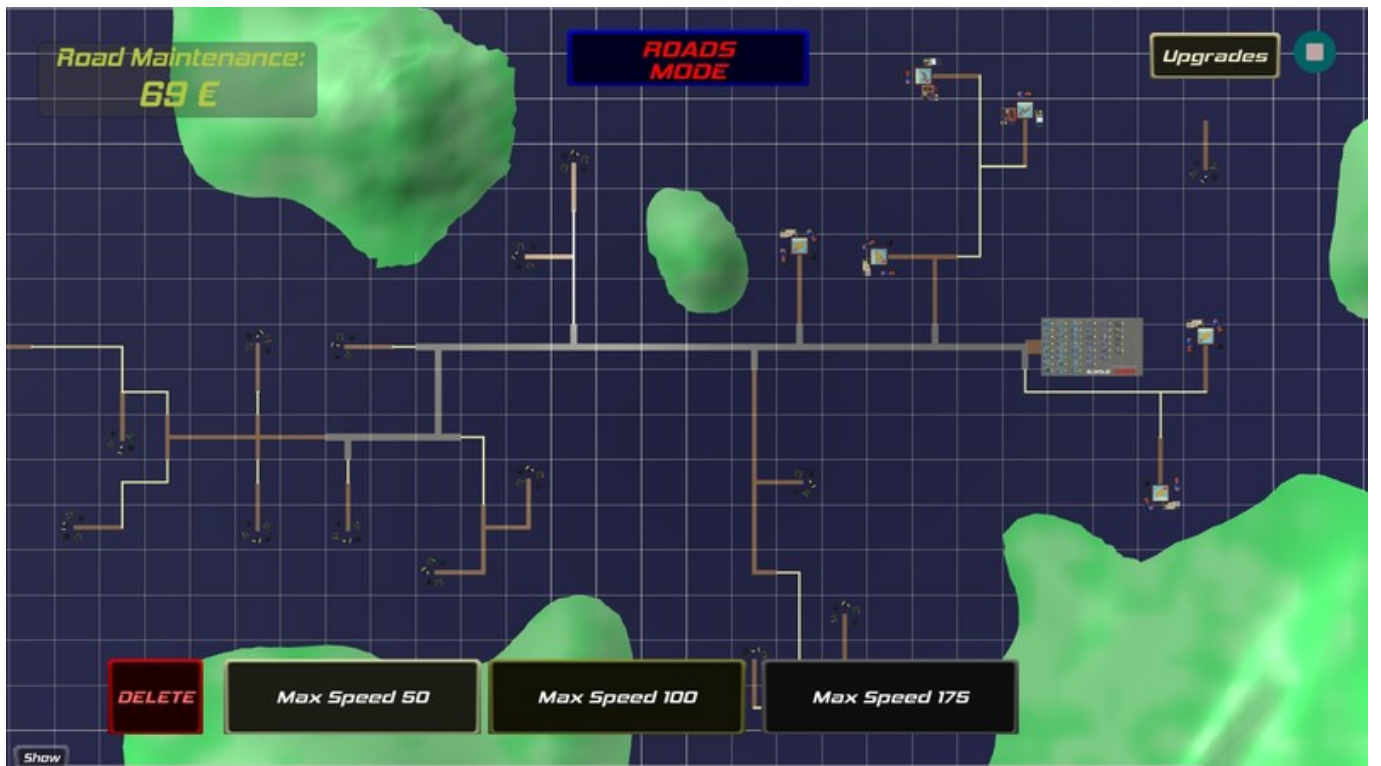 Road Maintenance:
69 €
ROADS
MODE
Upgrades
DELETE
Max Speed 50
Max Speed 100
Max Speed 175
Show